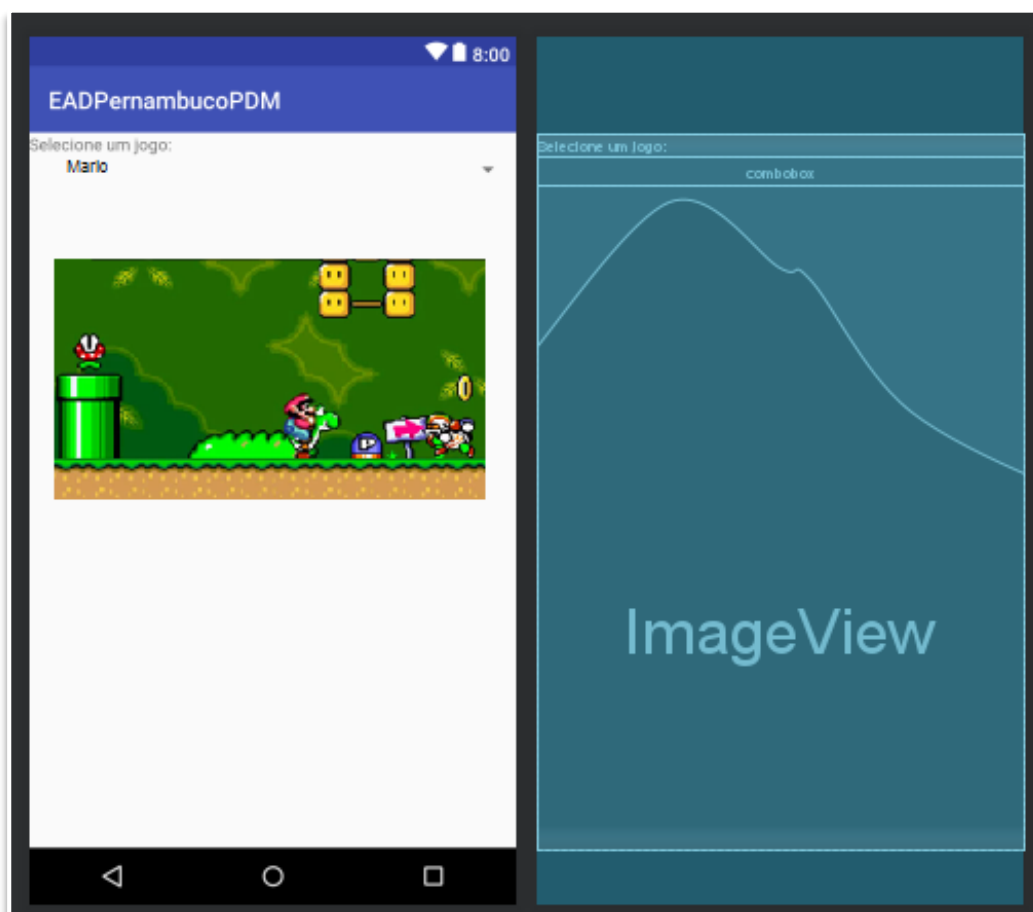 8:00
EADPernambucoPDM
Selecione um jogo:
Mario
P
Selecione um jogo:
combobox
ImageView